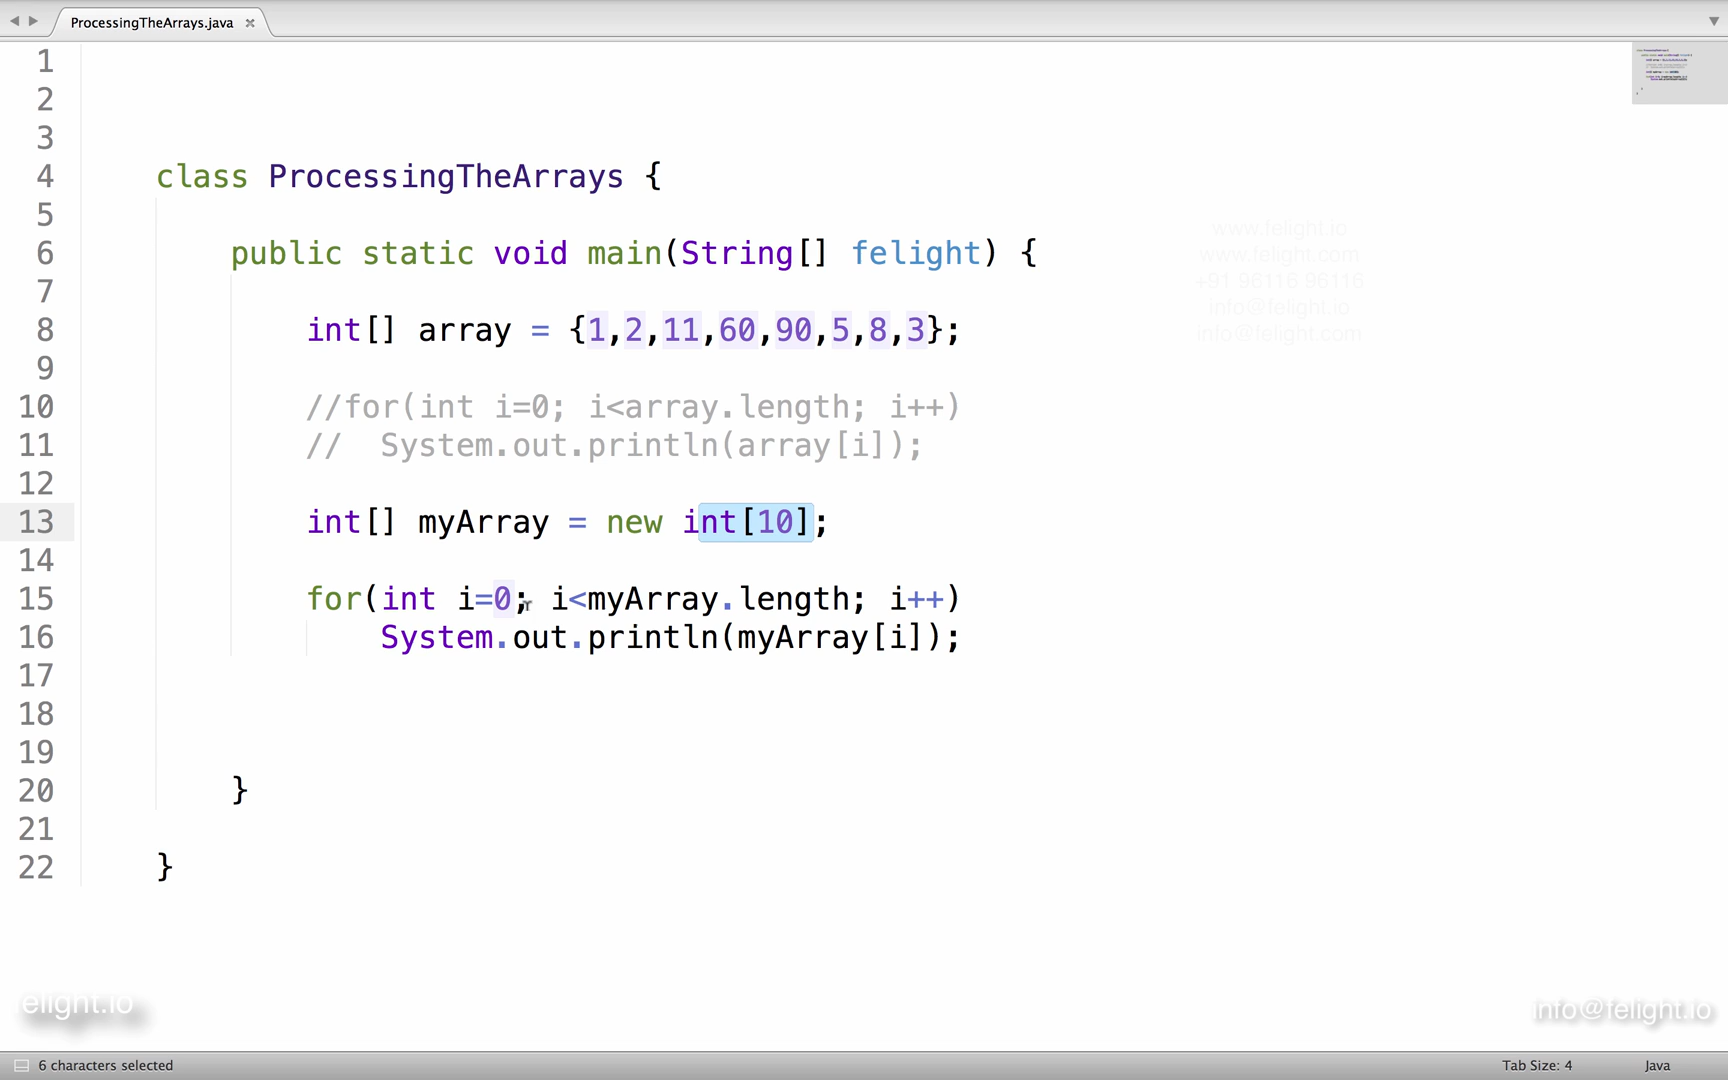 ProcessingTheArrays.java
1
2
3
4 class ProcessingTheArrays {
5
6 public static void main(String[] felight) {
7
8 int[] array = {1,2,11,60,90,5,8,3};
9
10 //for(int i=0; i<array.length; i++)
11 // System.out.println(array[i]);
12
13 int[] myArray = new int[10];
14
15 for(int i=0; i<myArray.length; i++)
16 System.out.println(myArray[i]);
17
18
19
20 }
21
22 }
www.felight.io
www.felight.com
+91 96116 96116
info@felight.io
info@felight.com
elight.io
info@felight.io
6 characters selected
Tab Size: 4
Java